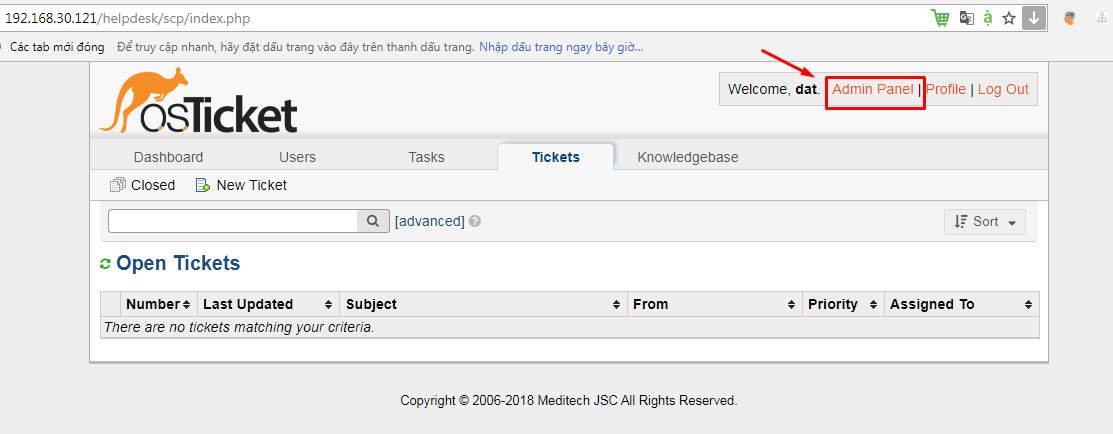 192.168.30.121/helpdesk/scp/index.php
Các tab mới đóng Để truy cập nhanh, hãy đặt dấu trang vào đây trên thanh dấu trang. Nhập dấu trang ngay bây giờ...
osTicket
Welcome, dat. Admin Panel | Profile | Log Out
Dashboard Users Tasks Tickets Knowledgebase
Closed New Ticket
[advanced] Sort
Open Tickets
Number Last Updated Subject From Priority Assigned To
There are no tickets matching your criteria.
Copyright © 2006-2018 Meditech JSC All Rights Reserved.